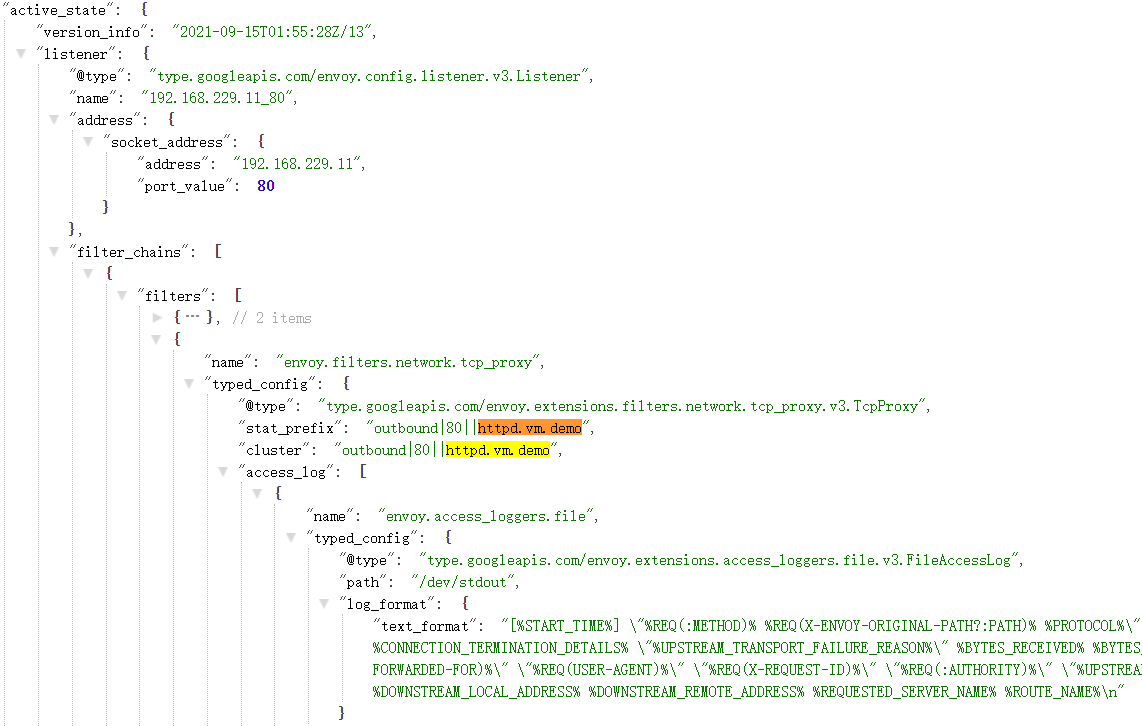 "active_state": {
"version_info": "2021-09-15T01:55:28Z/13",
"listener": {
"@type": "type.googleapis.com/envoy.config.listener.v3.Listener",
"name": "192.168.229.11_80",
"address": {
"socket_address": {
"address": "192.168.229.11",
"port_value": 80
}
},
"filter_chains": [
{
"filters": [
{ ··· }, // 2 items
{
"name": "envoy.filters.network.tcp_proxy",
"typed_config": {
"@type": "type.googleapis.com/envoy.extensions.filters.network.tcp_proxy.v3.TcpProxy",
"stat_prefix": "outbound|80||httpd.vm.demo",
"cluster": "outbound|80||httpd.vm.demo",
"access_log": [
{
"name": "envoy.access_loggers.file",
"typed_config": {
"@type": "type.googleapis.com/envoy.extensions.access_loggers.file.v3.FileAccessLog",
"path": "/dev/stdout",
"log_format": {
"text_format": "[%START_TIME%] \"%REQ(:METHOD)% %REQ(X-ENVOY-ORIGINAL-PATH?:PATH)% %PROTOCOL%\"
%CONNECTION_TERMINATION_DETAILS% \"%UPSTREAM_TRANSPORT_FAILURE_REASON%\" %BYTES_RECEIVED% %BYTES_
FORWARDED-FOR)%\" \"%REQ(USER-AGENT)%\" \"%REQ(X-REQUEST-ID)%\" \"%REQ(:AUTHORITY)%\" \"%UPSTREA
%DOWNSTREAM_LOCAL_ADDRESS% %DOWNSTREAM_REMOTE_ADDRESS% %REQUESTED_SERVER_NAME% %ROUTE_NAME%\n"
}